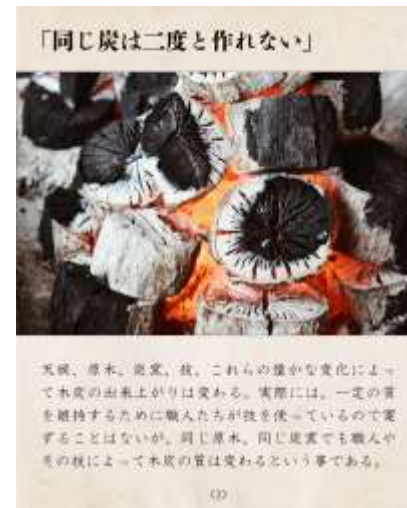 「同じ炭は二度と作れない」
天候、原木、炭窯、技。これらの僅かな変化によっ
て木炭の出来上がりは変わる。実際には、一定の質
を維持するために職人たちが技を使っているので変
ずることはないが、同じ原木、同じ炭窯でも職人や
その技によって木炭の質は変わるという事である。